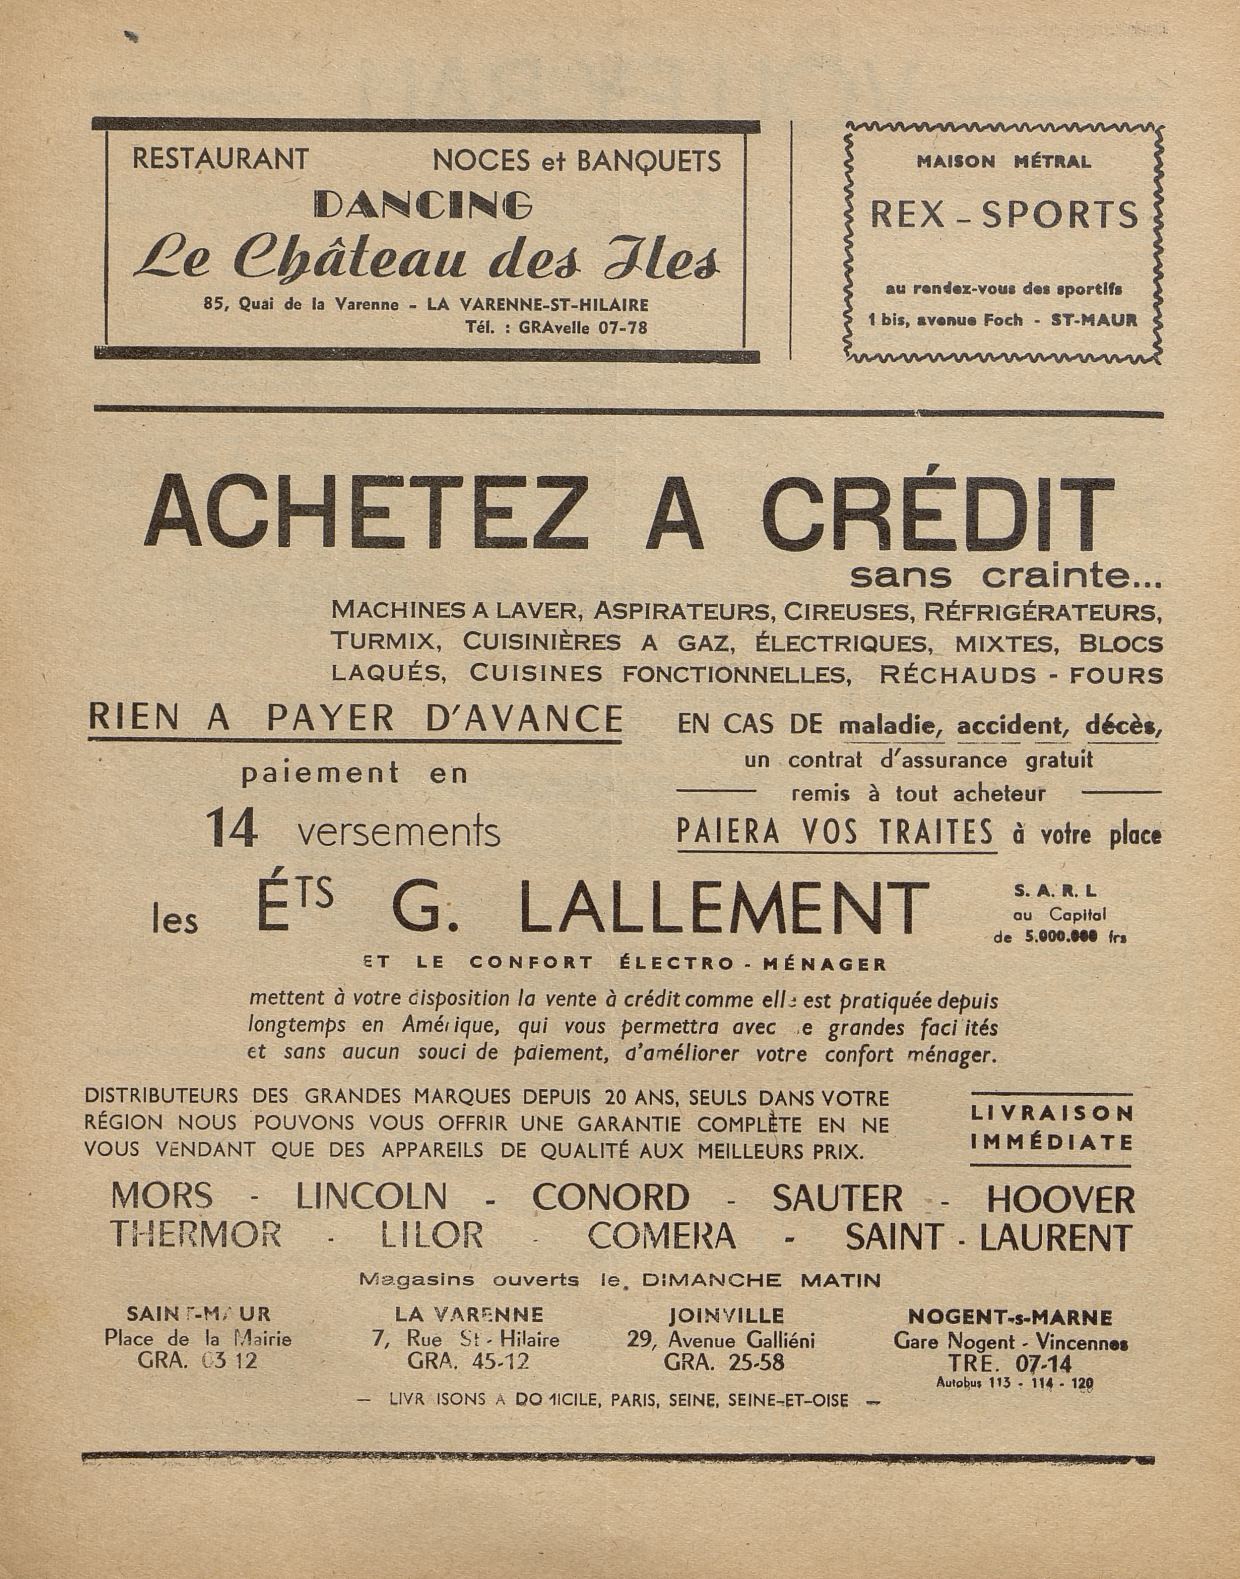 RESTAURANT NOCES et BANQUETS
DANCING
Le Château des Iles
85, Quai de la Varenne - LA VARENNE-ST-HILAIRE
Tél. : GRAvelle 07-78
MAISON MÉTRAL
REX - SPORTS
au rendez-vous des sportifs
1 bis, avenue Foch - ST-MAUR
ACHETEZ A CRÉDIT
sans crainte...
MACHINES A LAVER, ASPIRATEURS, CIREUSES, RÉFRIGÉRATEURS,
TURMIX, CUISINIÈRES A GAZ, ÉLECTRIQUES, MIXTES, BLOCS
LAQUÉS, CUISINES FONCTIONNELLES, RÉCHAUDS - FOURS
RIEN A PAYER D'AVANCE
paiement en
14 versements
EN CAS DE maladie, accident, décès,
un contrat d'assurance gratuit
remis à tout acheteur
PAIERA VOS TRAITES à votre place
les ÉTS G. LALLEMENT
S. A. R. L
au Capital
de 5.000.000 frs
ET LE CONFORT ÉLECTRO - MÉNAGER
mettent à votre disposition la vente à crédit comme elle est pratiquée depuis
longtemps en Amérique, qui vous permettra avec de grandes facilités
et sans aucun souci de paiement, d'améliorer votre confort ménager.
DISTRIBUTEURS DES GRANDES MARQUES DEPUIS 20 ANS, SEULS DANS VOTRE
RÉGION NOUS POUVONS VOUS OFFRIR UNE GARANTIE COMPLÈTE EN NE
VOUS VENDANT QUE DES APPAREILS DE QUALITÉ AUX MEILLEURS PRIX.
LIVRAISON
IMMÉDIATE
MORS - LINCOLN - CONORD - SAUTER - HOOVER
THERMOR - LILOR - COMERA - SAINT - LAURENT
Magasins ouverts le DIMANCHE MATIN
SAINT-MAUR
Place de la Mairie
GRA. 03 12
LA VARENNE
7, Rue St - Hilaire
GRA. 45-12
JOINVILLE
29, Avenue Galliéni
GRA. 25-58
NOGENT-s-MARNE
Gare Nogent - Vincennes
TRE. 07-14
Autobus 113 - 114 - 120
— LIVRAISONS A DOMICILE, PARIS, SEINE, SEINE-ET-OISE —